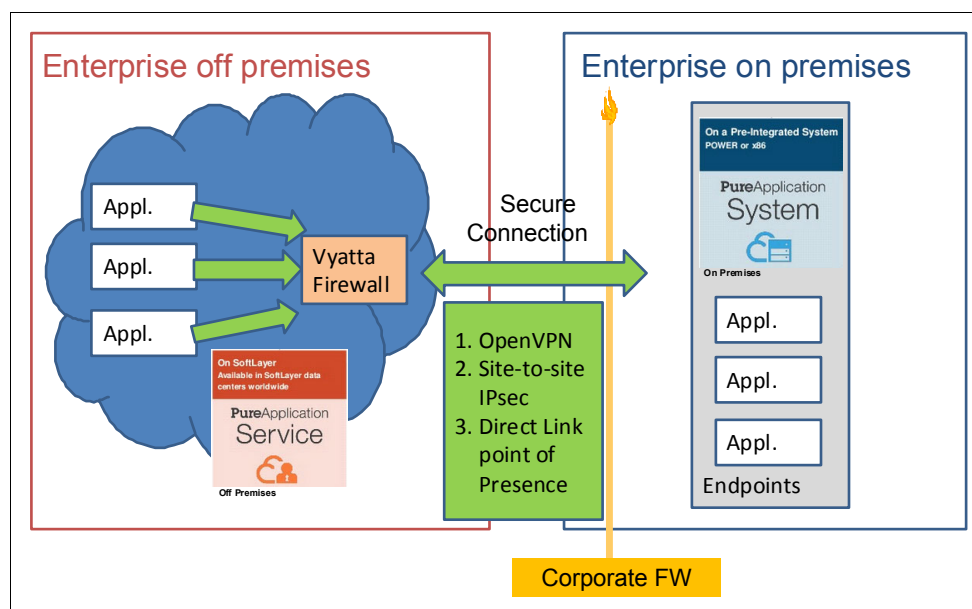 Enterprise off premises
Appl.
Appl.
Appl.
Vyatta
Firewall
On SoftLayer
Available in SoftLayer data
centers worldwide
PureApplication
Service
Off Premises
Secure
Connection
1. OpenVPN
2. Site-to-site
IPsec
3. Direct Link
point of
Presence
Enterprise on premises
On a Pre-Integrated System
POWER or x86
PureApplication
System
On Premises
Appl.
Appl.
Appl.
Endpoints
Corporate FW